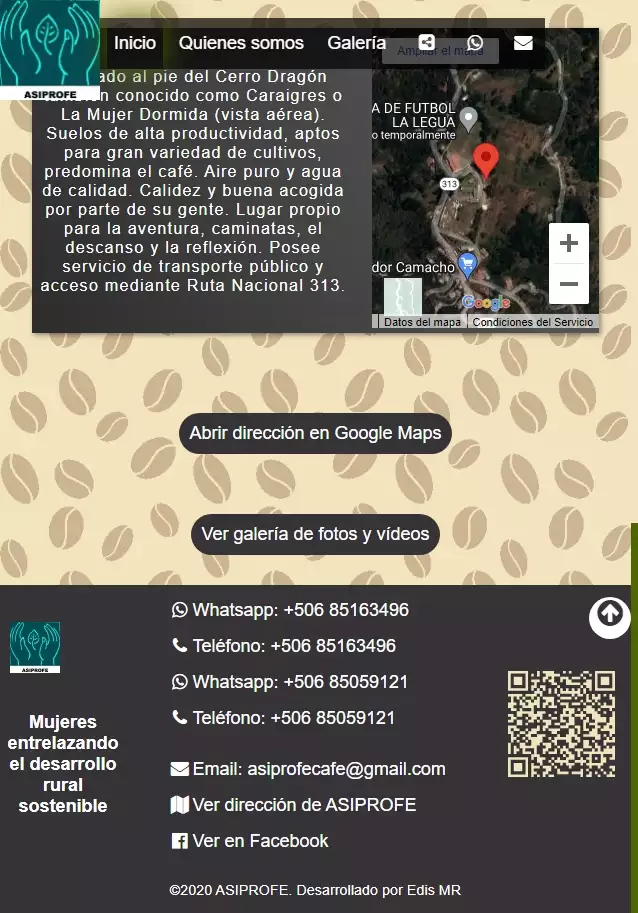 ASIPROFE
Inicio Quienes somos Galería
Ampliar el mapa
ado al pie del Cerro Dragón
conocido como Caraigres o
La Mujer Dormida (vista aérea).
Suelos de alta productividad, aptos
para gran variedad de cultivos,
predomina el café. Aire puro y agua
de calidad. Calidez y buena acogida
por parte de su gente. Lugar propio
para la aventura, caminatas, el
descanso y la reflexión. Posee
servicio de transporte público y
acceso mediante Ruta Nacional 313.
A DE FUTBOL
LA LEGUA
o temporalmente
313
dor Camacho
Google
Datos del mapa Condiciones del Servicio
Abrir dirección en Google Maps
Ver galería de fotos y vídeos
ASIPROFE
Mujeres
entrelazando
el desarrollo
rural
sostenible
Whatsapp: +506 85163496
Teléfono: +506 85163496
Whatsapp: +506 85059121
Teléfono: +506 85059121
Email: asiprofecafe@gmail.com
Ver dirección de ASIPROFE
Ver en Facebook
©2020 ASIPROFE. Desarrollado por Edis MR